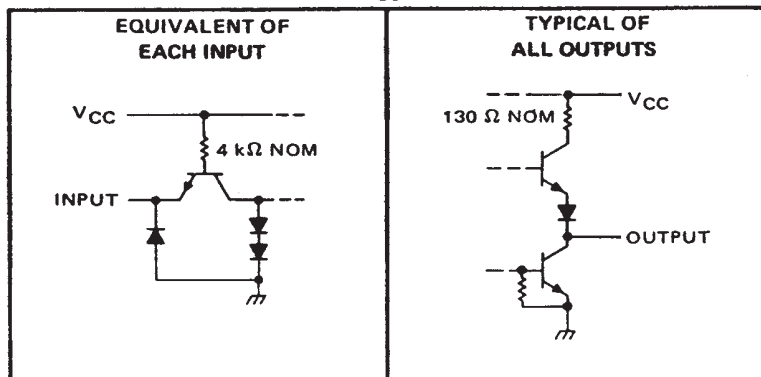 EQUIVALENT OF
EACH INPUT
VCC
4 kΩ NOM
INPUT
TYPICAL OF
ALL OUTPUTS
VCC
130 Ω NOM
OUTPUT